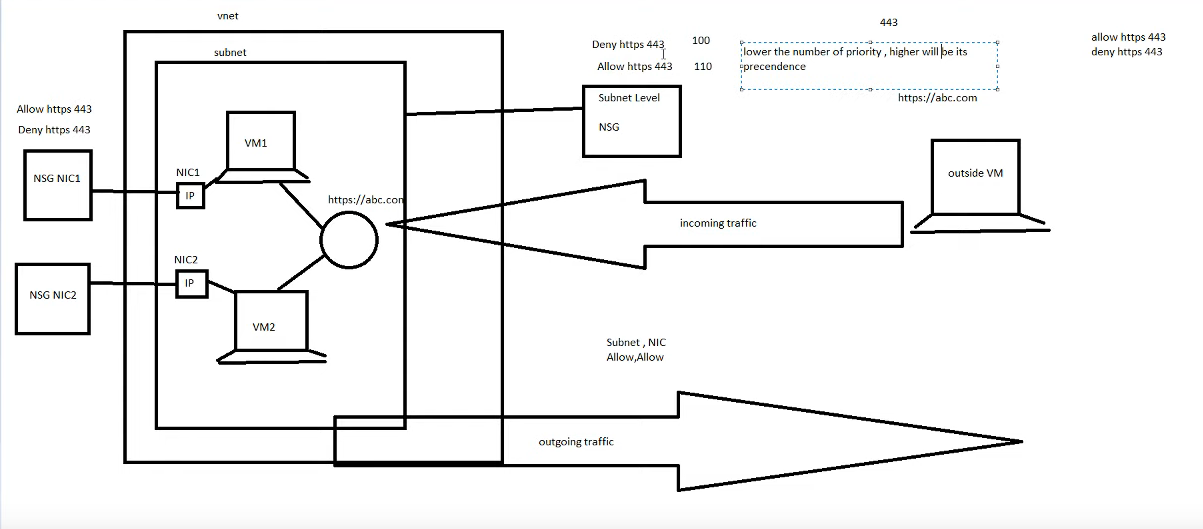 vnet
subnet
Allow https 443
Deny https 443
NSG NIC1
NIC1
IP
VM1
https://abc.con
NIC2
IP
NSG NIC2
VM2
Deny https 443 100
Allow https 443 110
Subnet Level
NSG
443
lower the number of priority , higher will be its
precendence
https://abc.com
allow https 443
deny https 443
outside VM
incoming traffic
Subnet , NIC
Allow,Allow
outgoing traffic